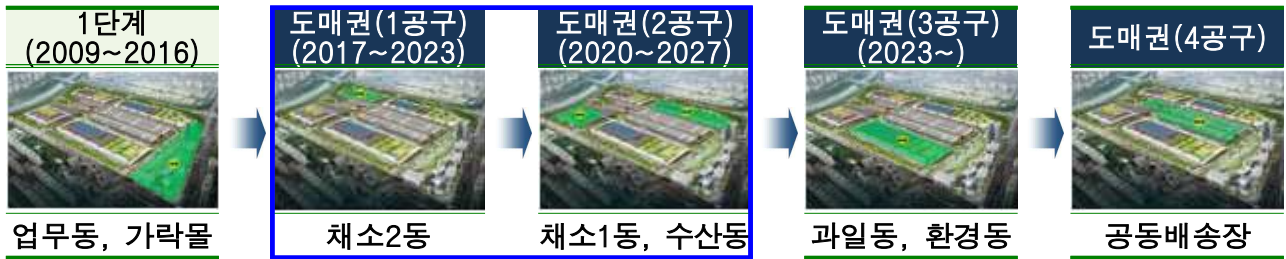 1단계
(2009~2016)
도매권(1공구)
(2017~2023)
도매권(2공구)
(2020~2027)
도매권(3공구)
(2023~)
도매권(4공구)
업무동, 가락몰
채소2동
채소1동, 수산동
과일동, 환경동
공동배송장